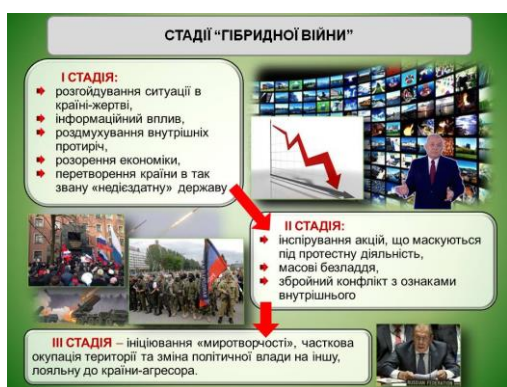 СТАДІЇ “ГІБРИДНОЇ ВІЙНИ”
І СТАДІЯ:
розгойдування ситуації в
країні-жертві,
інформаційний вплив,
роздмухування внутрішніх
протиріч,
розорення економіки,
перетворення країни в так
звану «недієздатну» державу
ІІ СТАДІЯ:
інспірування акцій, що маскуються
під протестну діяльність,
масові безладдя,
збройний конфлікт з ознаками
внутрішнього
ІІІ СТАДІЯ – ініціювання «миротворчості», часткова
окупація території та зміна політичної влади на іншу,
лояльну до країни-агресора.
RUSSIAN FEDERATION